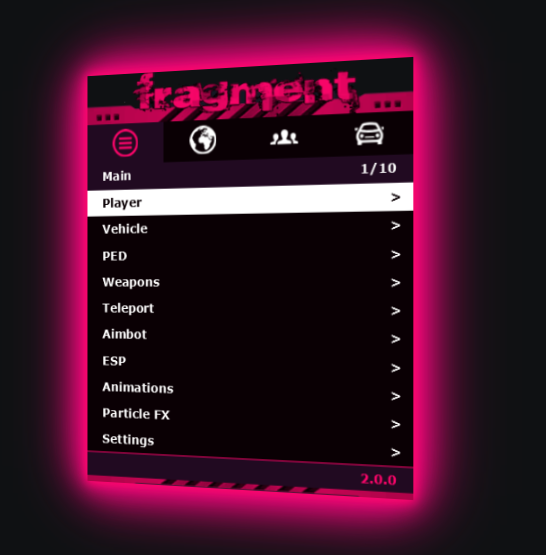 fragment
Main 1/10
Player >
Vehicle >
PED >
Weapons >
Teleport >
Aimbot >
ESP >
Animations >
Particle FX >
Settings >
2.0.0